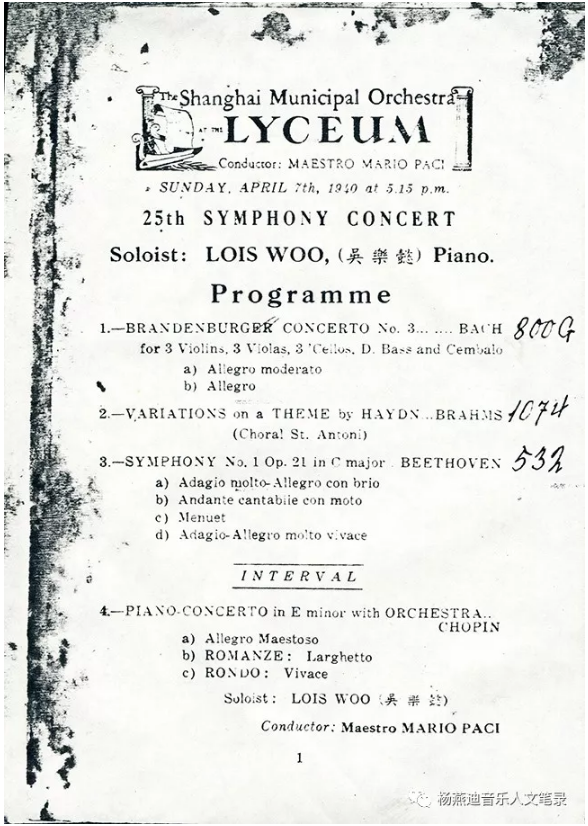 The Shanghai Municipal Orchestra
AT THE LYCEUM
Conductor: MAESTRO MARIO PACI
SUNDAY, APRIL 7th, 1940 at 5.15 p.m.
25th SYMPHONY CONCERT
Soloist: LOIS WOO, (吳樂懿) Piano.
Programme
1.—BRANDENBURGER CONCERTO No. 3... .... BACH 800G
for 3 Violins, 3 Violas, 3 'Cellos, D. Bass and Cembalo
a) Allegro moderato
b) Allegro
2.—VARIATIONS on a THEME by HAYDN ..BRAHMS 1074
(Choral St. Antoni)
3.—SYMPHONY No. 1 Op. 21 in C major . BEETHOVEN 532
a) Adagio molto-Allegro con brio
b) Andante cantabile con moto
c) Menuet
d) Adagio-Allegro molto vivace
INTERVAL
4.—PIANO-CONCERTO in E minor with ORCHESTRA..
CHOPIN
a) Allegro Maestoso
b) ROMANZE: Larghetto
c) RONDO: Vivace
Soloist: LOIS WOO (吳樂懿)
Conductor: Maestro MARIO PACI
1
杨燕迪音乐人文笔录